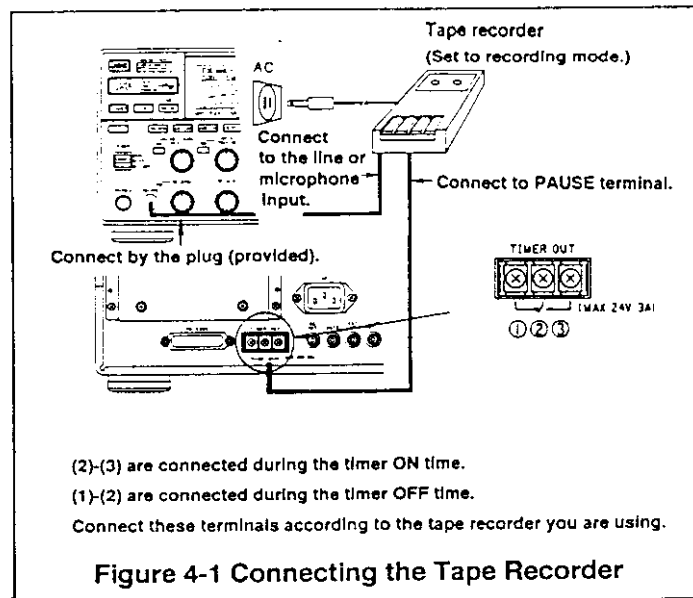 Tape recorder
(Set to recording mode.)
AC
Connect
to the line or
microphone
Input.
Connect to PAUSE terminal.
Connect by the plug (provided).
TIMER OUT
(MAX 24V 3A)
①②③
(2)-(3) are connected during the timer ON time.
(1)-(2) are connected during the timer OFF time.
Connect these terminals according to the tape recorder you are using.
Figure 4-1 Connecting the Tape Recorder